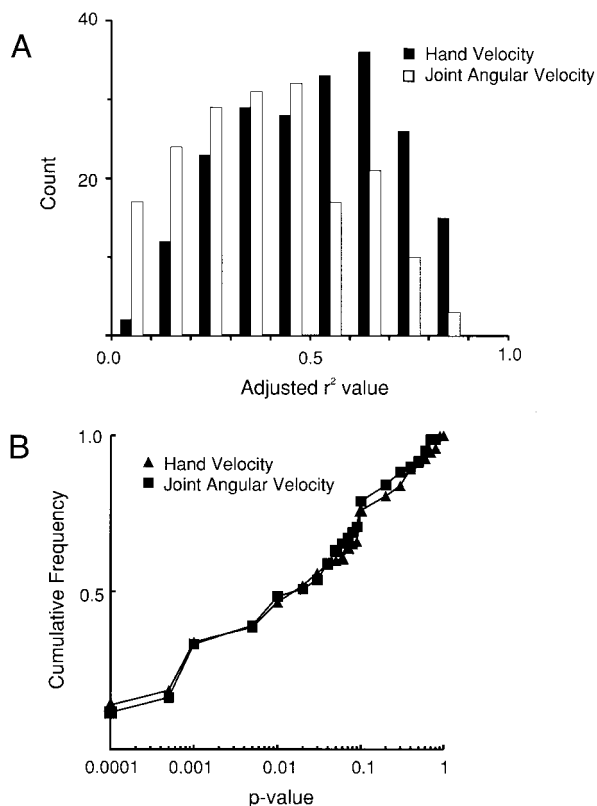 A
40
20
Count
Hand Velocity
Joint Angular Velocity
0.0
0.5
1.0
Adjusted r² value
B
1.0
0.5
Cumulative Frequency
Hand Velocity
Joint Angular Velocity
0.0001
0.001
0.01
0.1
1
p-value